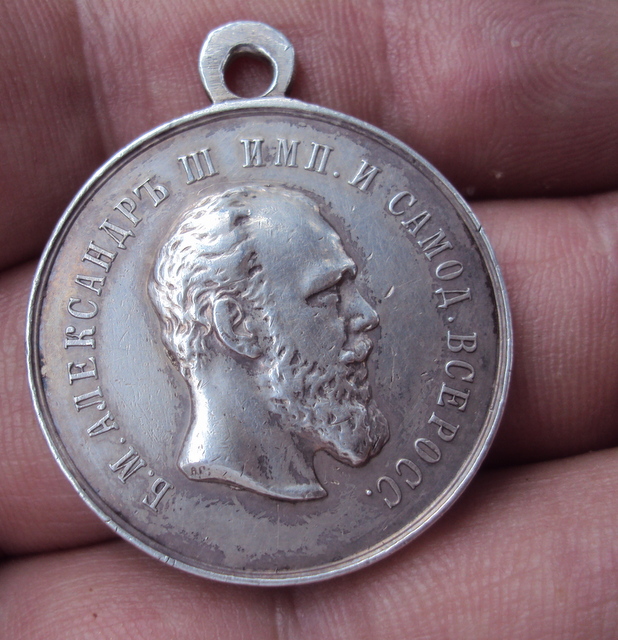 Б. М. АЛЕКСАНДРЪ III ИМП. И САМОД. ВСЕРОСС.